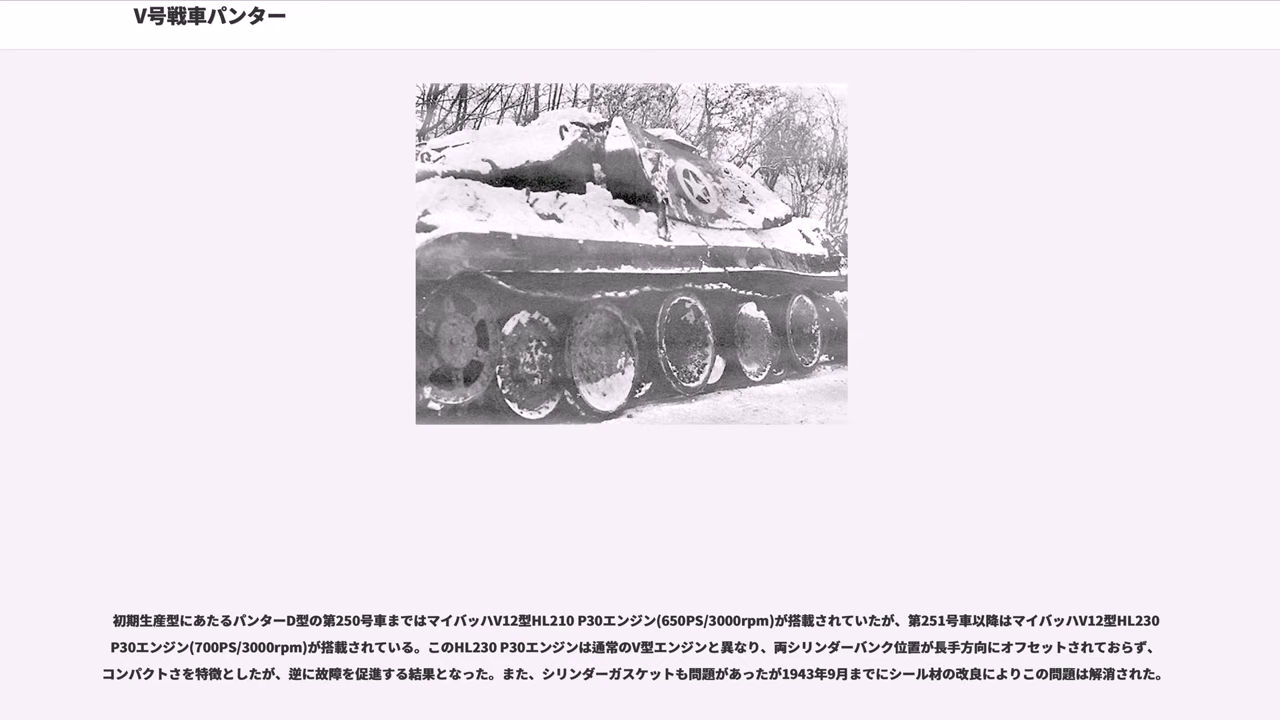 V号戦車パンター
初期生産型にあたるパンターD型の第250号車まではマイバッハV12型HL210 P30エンジン(650PS/3000rpm)が搭載されていたが、第251号車以降はマイバッハV12型HL230
P30エンジン(700PS/3000rpm)が搭載されている。このHL230 P30エンジンは通常のV型エンジンと異なり、両シリンダーバンク位置が長手方向にオフセットされておらず、
コンパクトさを特徴としたが、逆に故障を促進する結果となった。また、シリンダーガスケットも問題があったが1943年9月までにシール材の改良によりこの問題は解消された。